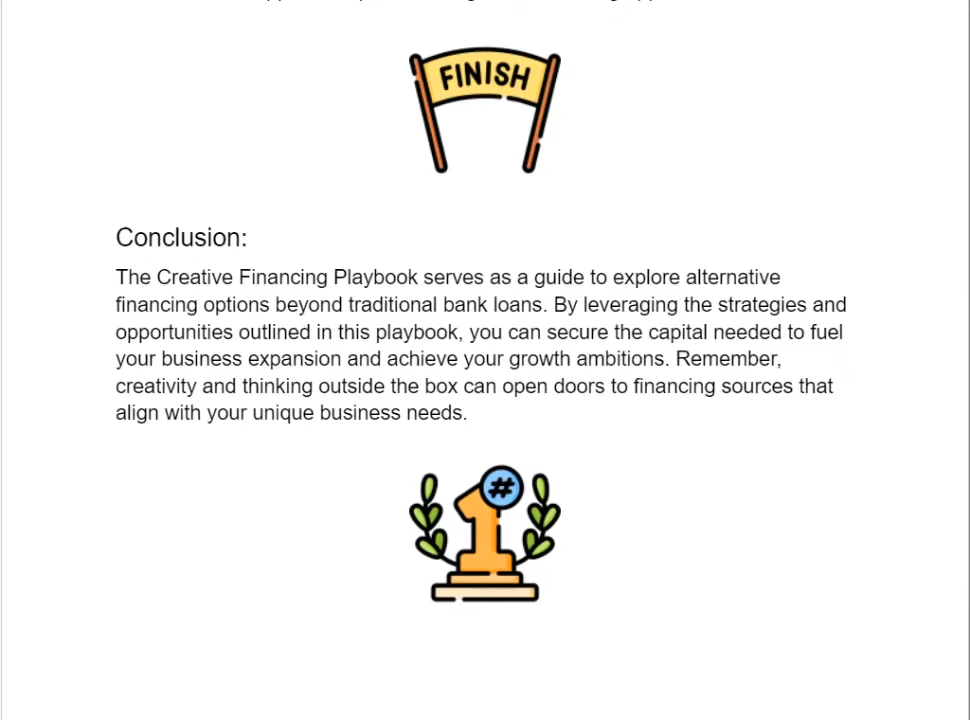 FINISH
Conclusion:
The Creative Financing Playbook serves as a guide to explore alternative
financing options beyond traditional bank loans. By leveraging the strategies and
opportunities outlined in this playbook, you can secure the capital needed to fuel
your business expansion and achieve your growth ambitions. Remember,
creativity and thinking outside the box can open doors to financing sources that
align with your unique business needs.
#
1